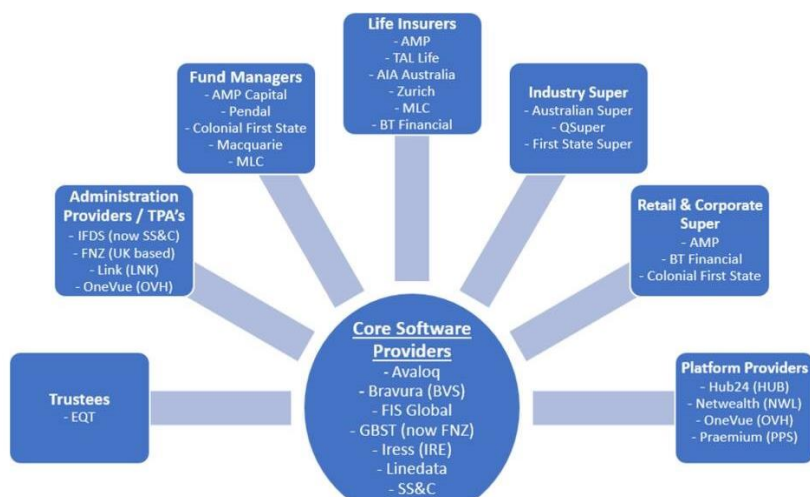 Life Insurers
- AMP
- TAL Life
- AIA Australia
- Zurich
- MLC
- BT Financial
Fund Managers
- AMP Capital
- Pendal
- Colonial First State
- Macquarie
- MLC
Industry Super
- Australian Super
- QSuper
- First State Super
Administration
Providers / TPA's
- IFDS (now SS&C)
- FNZ (UK based)
- Link (LNK)
- OneVue (OVH)
Retail & Corporate
Super
- AMP
- BT Financial
- Colonial First State
Trustees
- EQT
Core Software
Providers
- Avaloq
- Bravura (BVS)
- FIS Global
- GBST (now FNZ)
- Iress (IRE)
- Linedata
- SS&C
Platform Providers
- Hub24 (HUB)
- Netwealth (NWL)
- OneVue (OVH)
- Praemium (PPS)